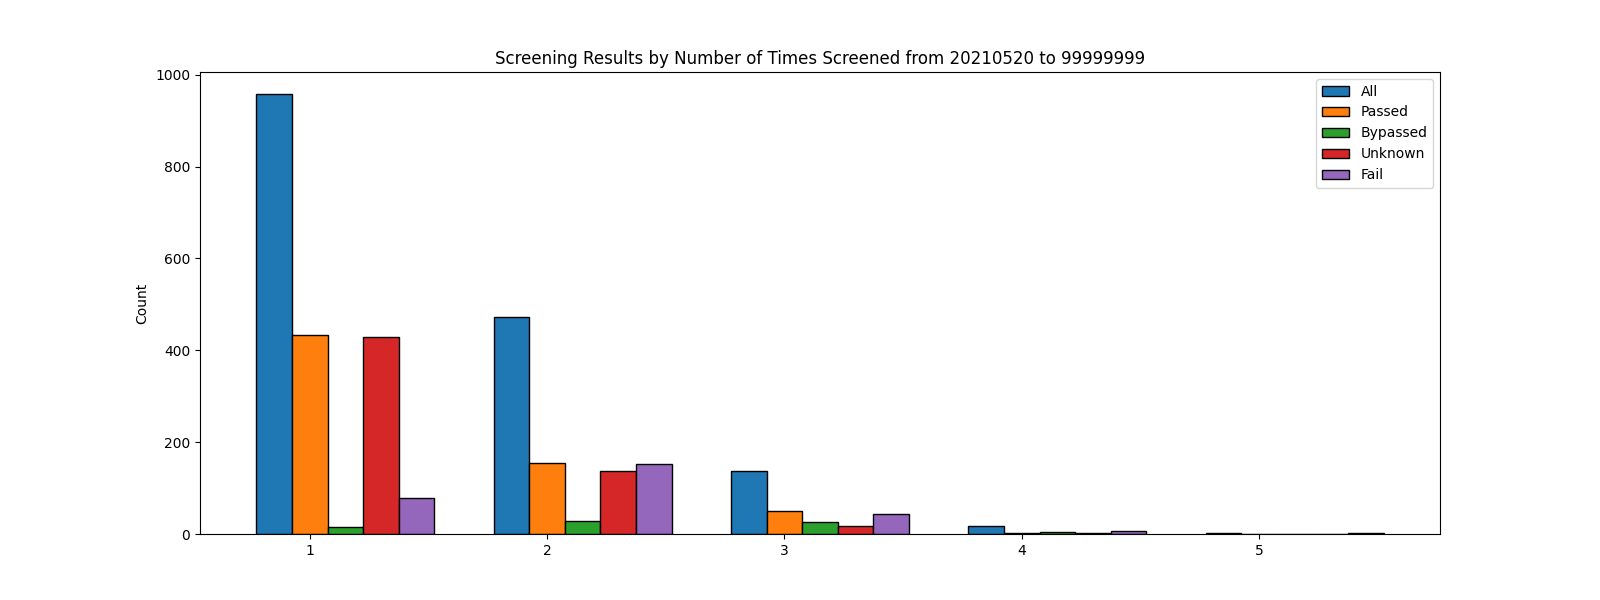 Screening Results by Number of Times Screened from 20210520 to 99999999
1000
800
600
400
200
0
Count
All
Passed
Bypassed
Unknown
Fail
1
2
3
4
5